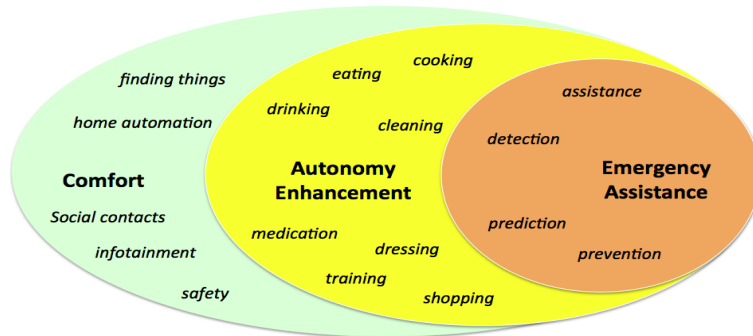 finding things
home automation
Comfort
Social contacts
infotainment
safety
eating
cooking
drinking
cleaning
Autonomy
Enhancement
medication
dressing
training
shopping
assistance
detection
Emergency
Assistance
prediction
prevention